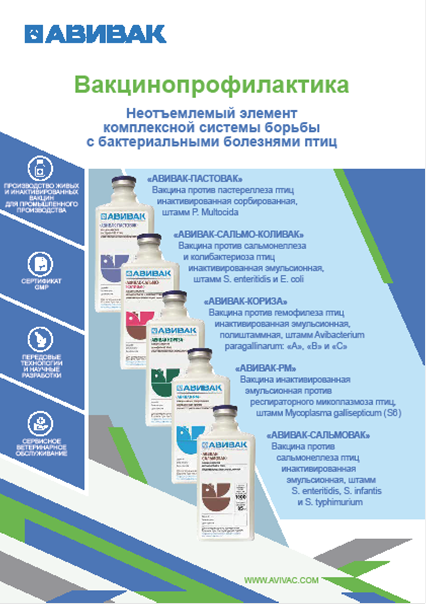 АВИВАК
Вакцинопрофилактика
Неотъемлемый элемент
комплексной системы борьбы
с бактериальными болезнями птиц
ПРОИЗВОДСТВО ЖИВЫХ
И ИНАКТИВИРОВАННЫХ
ВАКЦИН
ДЛЯ ПРОМЫШЛЕННОГО
ПРОИЗВОДСТВА
СЕРТИФИКАТ
GMP
ПЕРЕДОВЫЕ
ТЕХНОЛОГИИ
И НАУЧНЫЕ
РАЗРАБОТКИ
СЕРВИСНОЕ
ВЕТЕРИНАРНОЕ
ОБСЛУЖИВАНИЕ
«АВИВАК-ПАСТОВАК»
Вакцина против пастереллеза птиц
инактивированная сорбированная,
штамм P. Multocida
«АВИВАК-САЛЬМО-КОЛИВАК»
Вакцина против сальмонеллеза
и колибактериоза птиц
инактивированная эмульсионная,
штамм S. enteritidis и E. coli
«АВИВАК-КОРИЗА»
Вакцина против гемофилеза птиц
инактивированная эмульсионная,
полиштаммная, штамм Avibacterium
paragallinarum: «А», «В» и «С»
«АВИВАК-РМ»
Вакцина инактивированная
эмульсионная против
респираторного микоплазмоза птиц,
штамм Mycoplasma gallisepticum (S6)
«АВИВАК-САЛЬМОВАК»
Вакцина против
сальмонеллеза птиц
инактивированная
эмульсионная, штамм
S. enteritidis, S. infantis
и S. typhimurium
АВИВАК
АВИВАК
АВИВАК
АВИВАК
АВИВАК
WWW.AVIVAC.COM